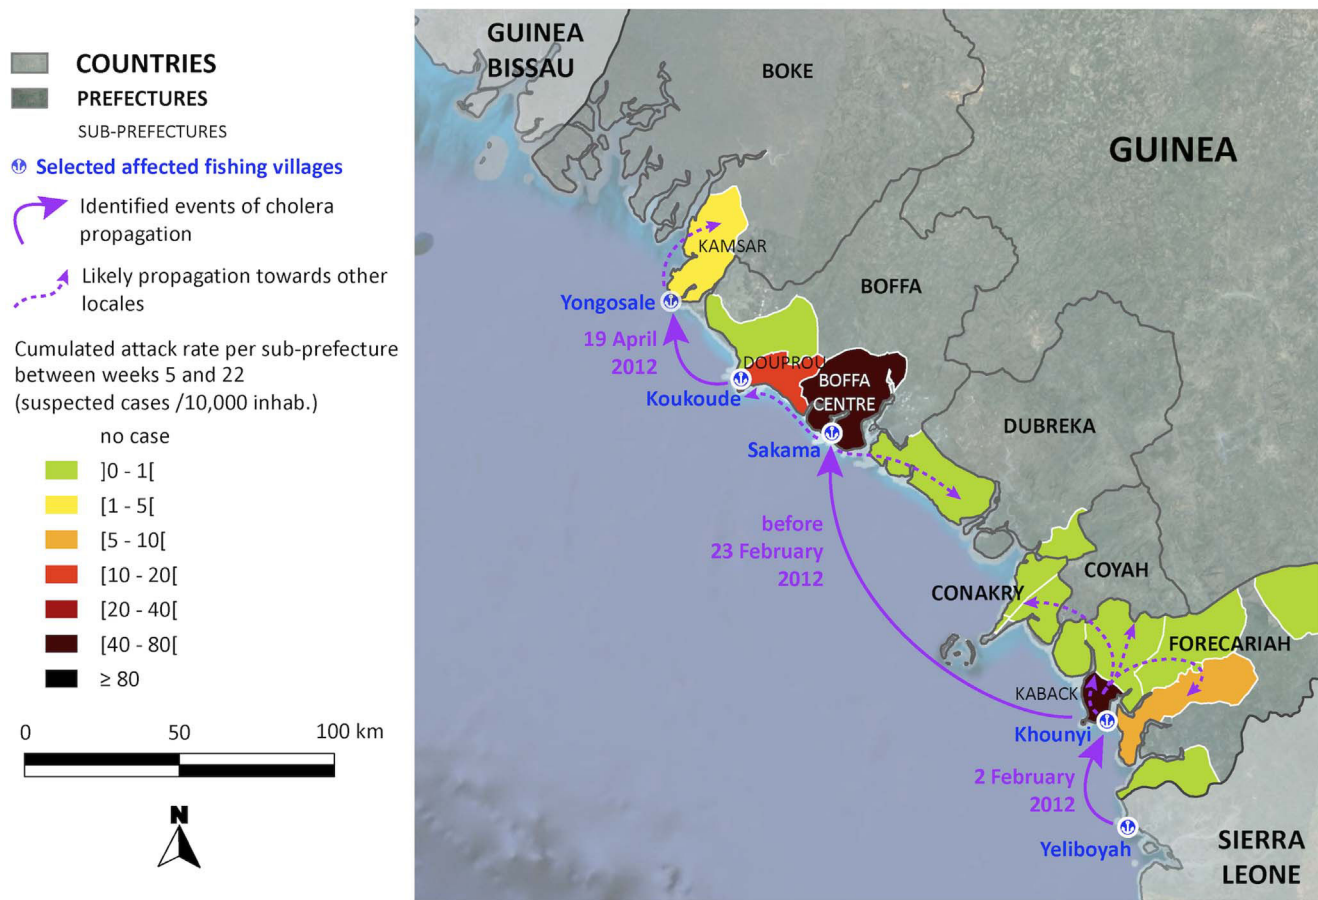 COUNTRIES
PREFECTURES
SUB-PREFECTURES
Selected affected fishing villages
Identified events of cholera
propagation
Likely propagation towards other
locales
Cumulated attack rate per sub-prefecture
between weeks 5 and 22
(suspected cases /10,000 inhab.)
no case
]0 - 1[
[1 - 5[
[5 - 10[
[10 - 20[
[20 - 40[
[40 - 80[
≥ 80
0 50 100 km
N
GUINEA
BISSAU
BOKE
GUINEA
KAMSAR
BOFFA
Yongosale
19 April
2012
DOUPROU
BOFFA
CENTRE
Koukoude
DUBREKA
Sakama
before
23 February
2012
COYAH
CONAKRY
FORECARIAH
KABACK
Khounyi
2 February
2012
Yeliboyah
SIERRA
LEONE